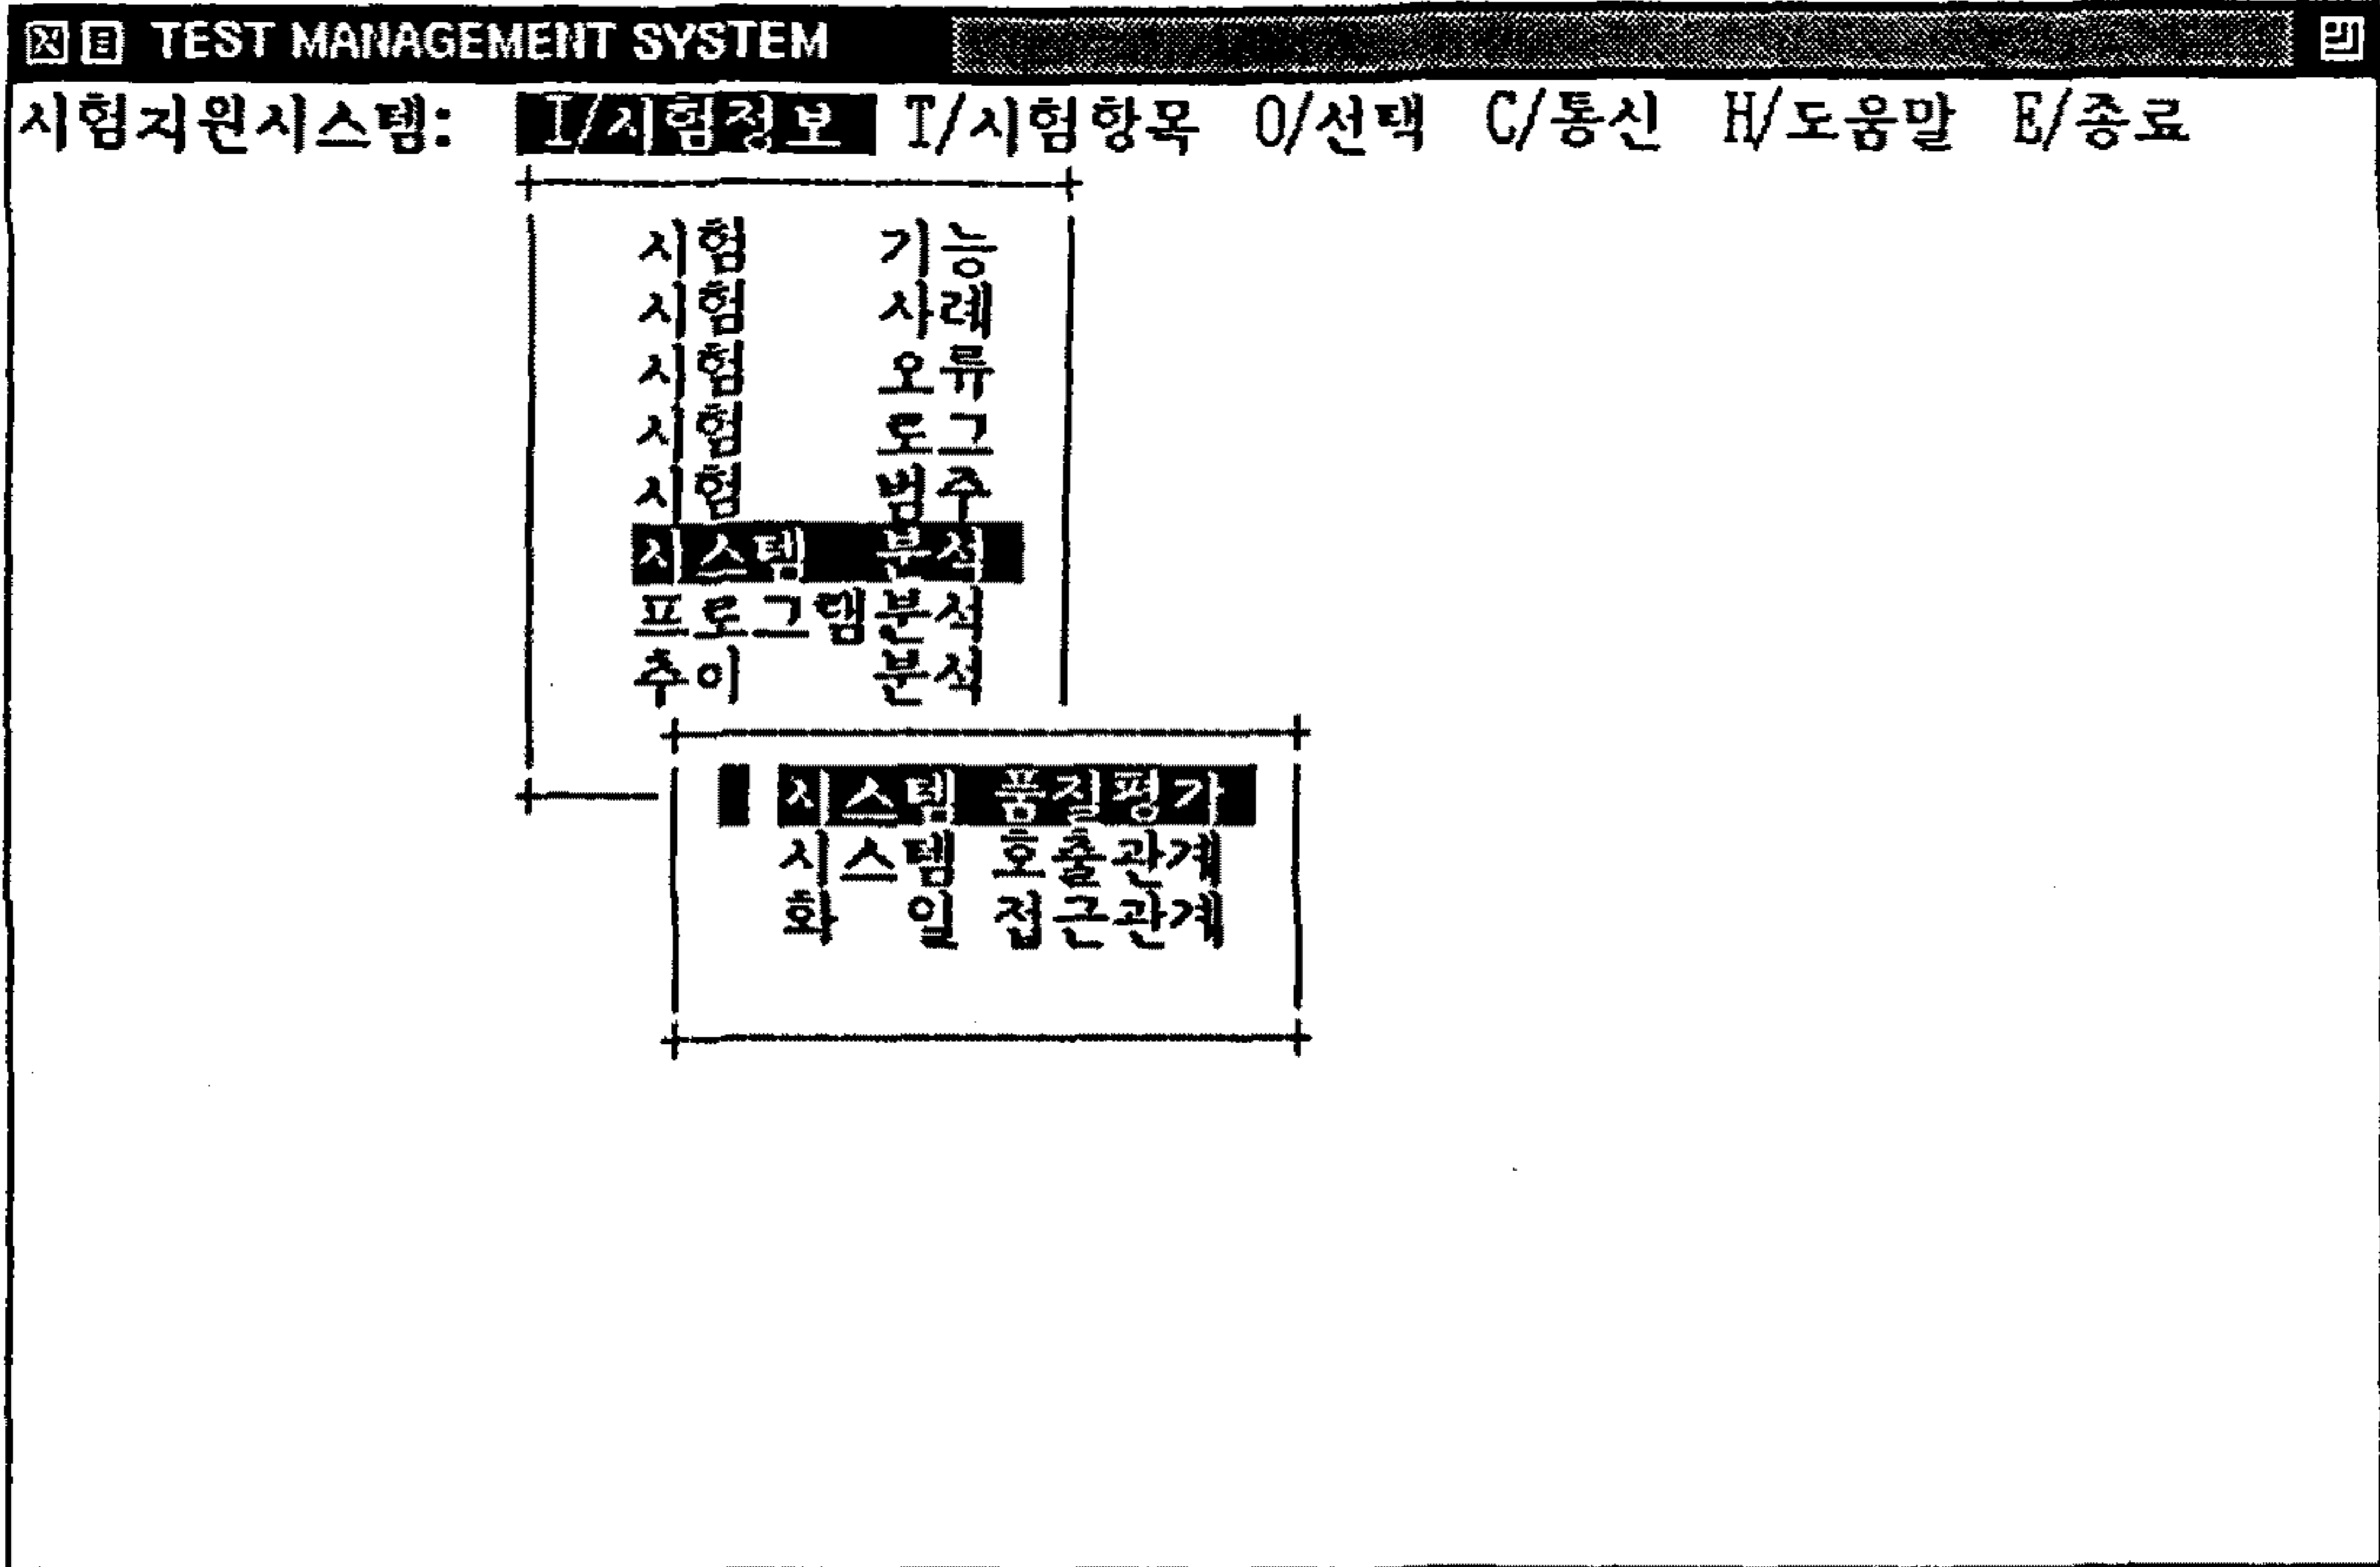 TEST MANAGEMENT SYSTEM
시험지원시스템: I/시험정보 T/시험항목 O/선택 C/통신 H/도움말 E/종료
시험 기능
시험 사례
시험 오류
시험 로그
시험 범주
시스템 분석
프로그램분석
추이 분석
시스템 품질평가
시스템 호출관계
화 일 접근관계